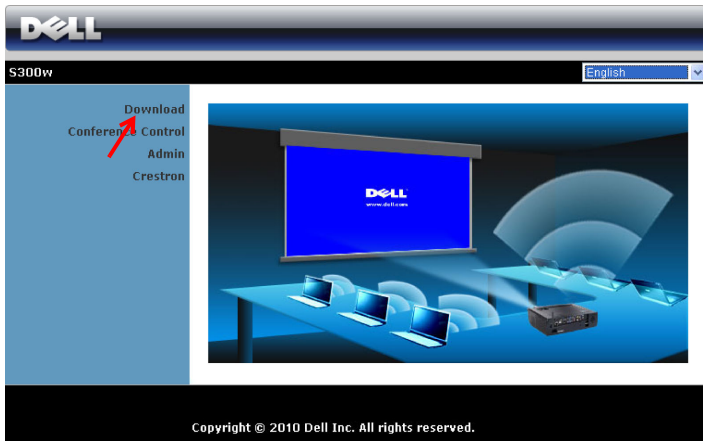 DELL
S300w
English
Download
Conference Control
Admin
Crestron
DELL
www.dell.com
Copyright © 2010 Dell Inc. All rights reserved.